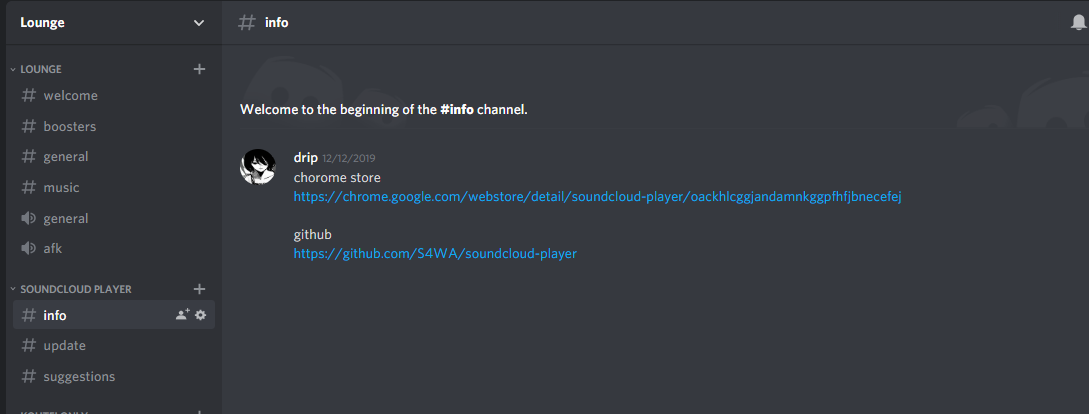 Lounge
LOUNGE
# welcome
# boosters
# general
# music
general
afk
SOUNDCLOUD PLAYER
# info
# update
# suggestions
# info
Welcome to the beginning of the #info channel.
drip 12/12/2019
chorome store
https://chrome.google.com/webstore/detail/soundcloud-player/oackhlcggjandamnkggpfhfjbnecefej
github
https://github.com/S4WA/soundcloud-player